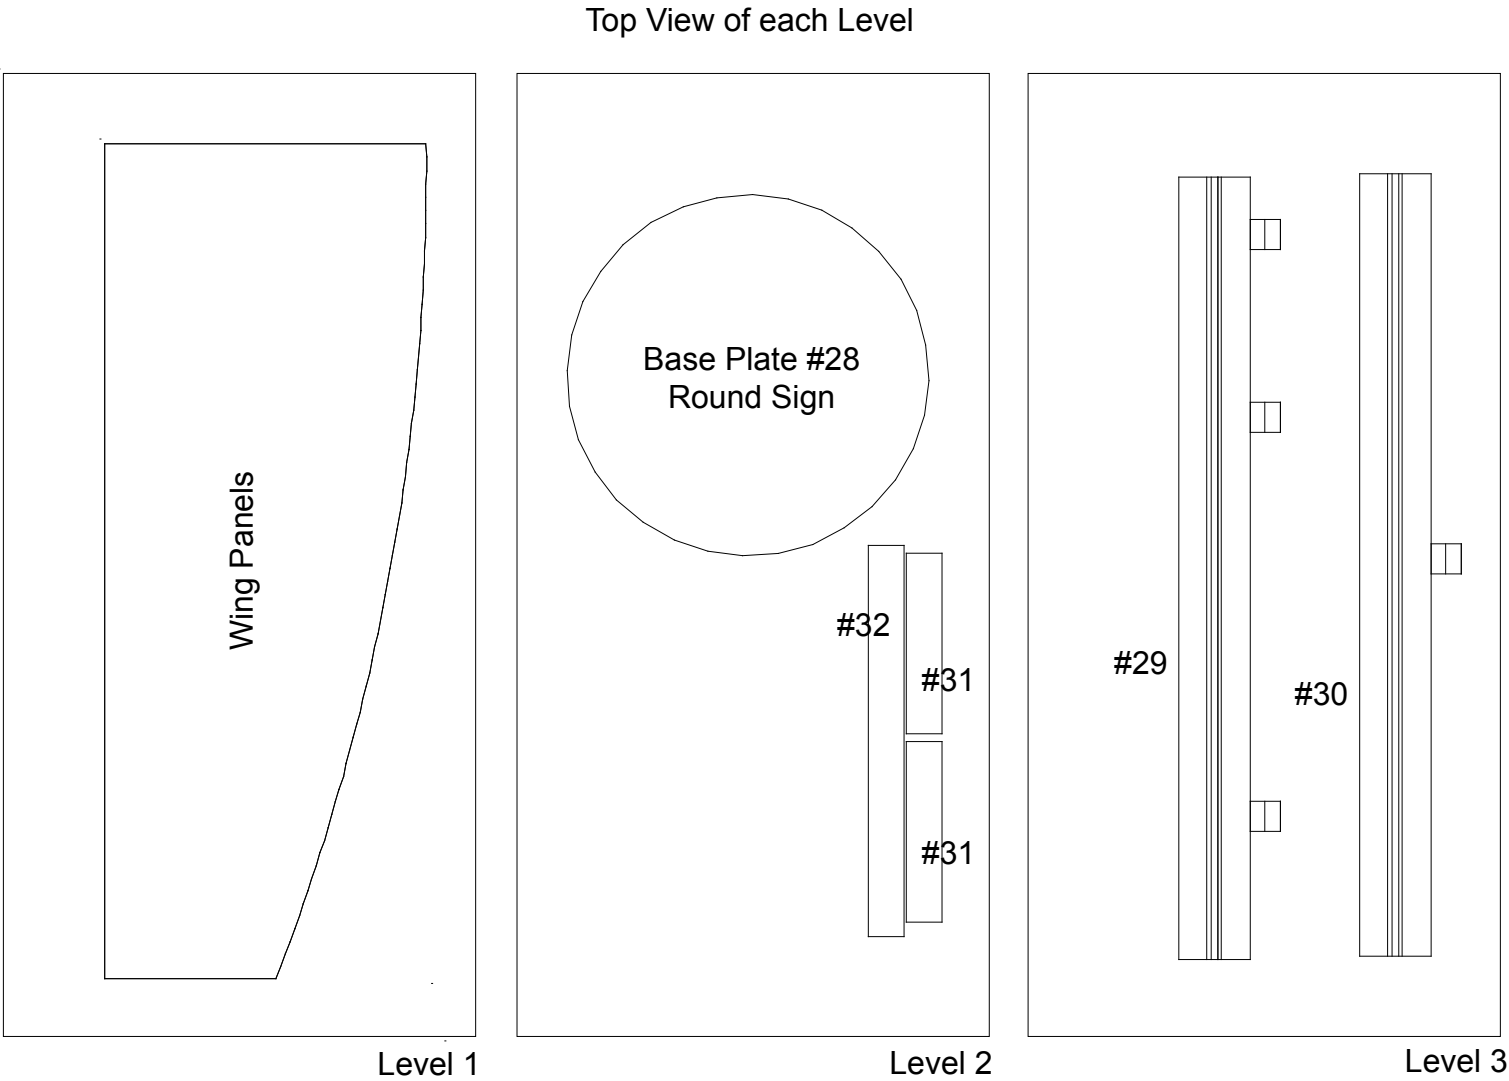 Top View of each Level
Wing Panels
Level 1
Base Plate #28
Round Sign
#32
#31
#31
Level 2
#29
#30
Level 3